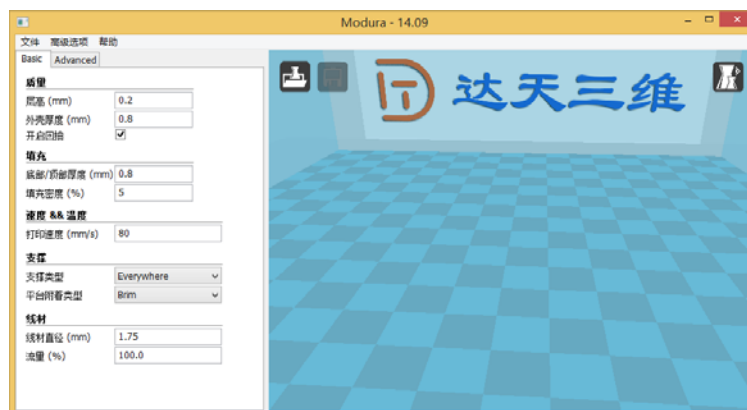 Modura - 14.09
文件 高级选项 帮助
Basic Advanced
质量
层高 (mm) 0.2
外壳厚度 (mm) 0.8
开启回抽
填充
底部/顶部厚度 (mm) 0.8
填充密度 (%) 5
速度 && 温度
打印速度 (mm/s) 80
支撑
支撑类型 Everywhere
平台附着类型 Brim
线材
线材直径 (mm) 1.75
流量 (%) 100.0
达天三维